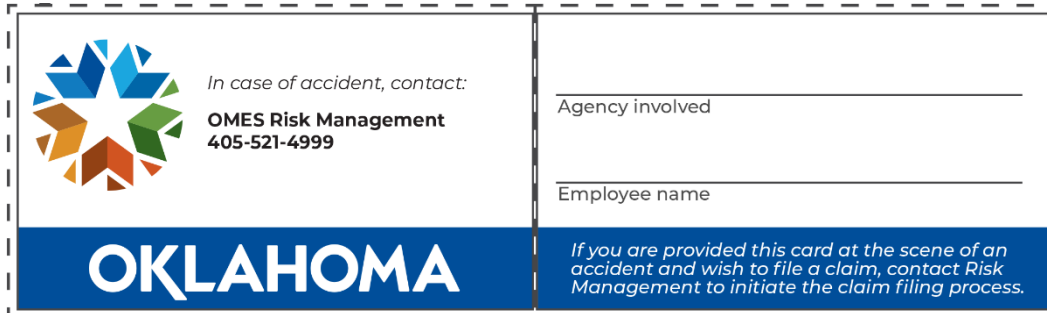 In case of accident, contact:
OMES Risk Management
405-521-4999
OKLAHOMA
Agency involved
Employee name
If you are provided this card at the scene of an
accident and wish to file a claim, contact Risk
Management to initiate the claim filing process.